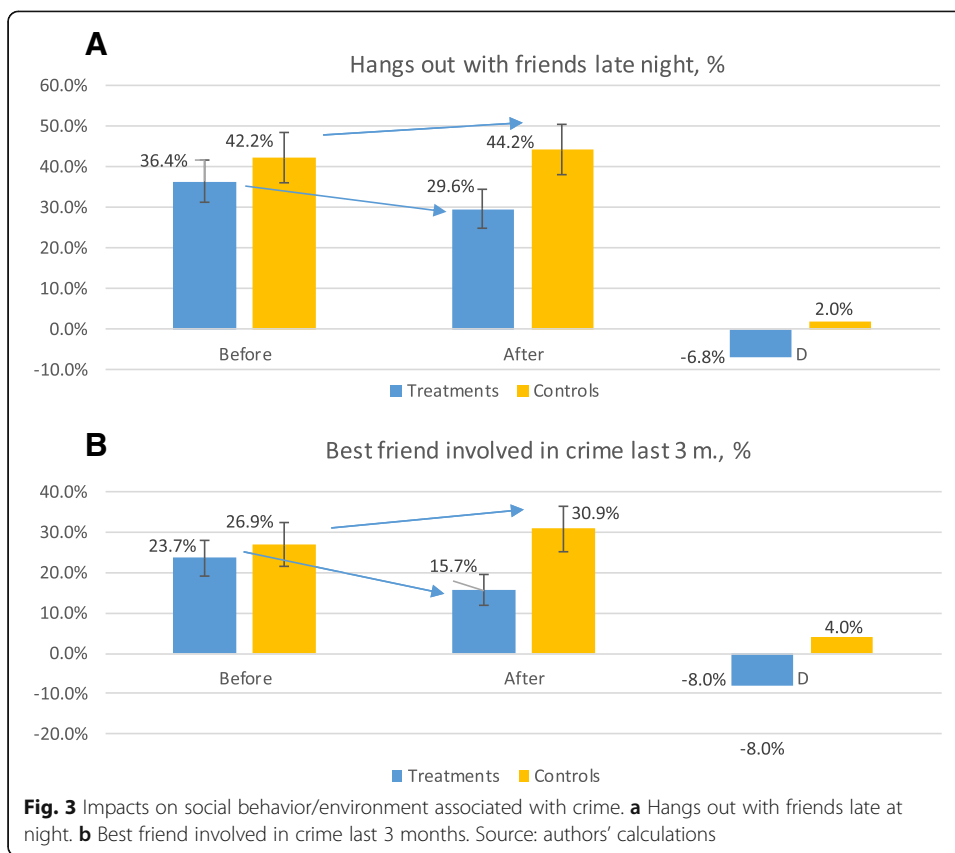 A
Hangs out with friends late night, %
60.0%
50.0%
40.0%
30.0%
20.0%
10.0%
0.0%
-10.0%
36.4%
42.2%
29.6%
44.2%
-6.8%
2.0%
Before
After
D
Treatments
Controls
B
Best friend involved in crime last 3 m., %
40.0%
30.0%
20.0%
10.0%
0.0%
-10.0%
-20.0%
23.7%
26.9%
15.7%
30.9%
-8.0%
4.0%
Before
After
D
-8.0%
Treatments
Controls
Fig. 3 Impacts on social behavior/environment associated with crime. a Hangs out with friends late at
night. b Best friend involved in crime last 3 months. Source: authors’ calculations